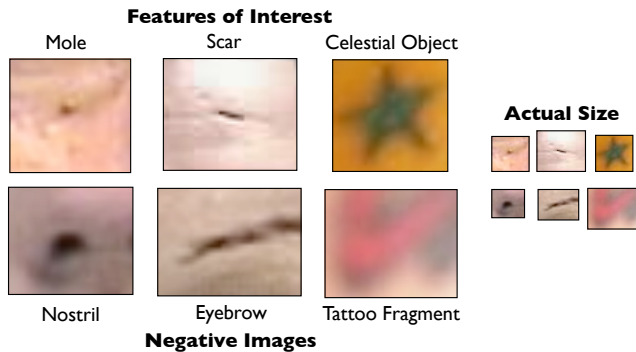 Features of Interest
Mole
Scar
Celestial Object
Actual Size
Nostril
Eyebrow
Tattoo Fragment
Negative Images